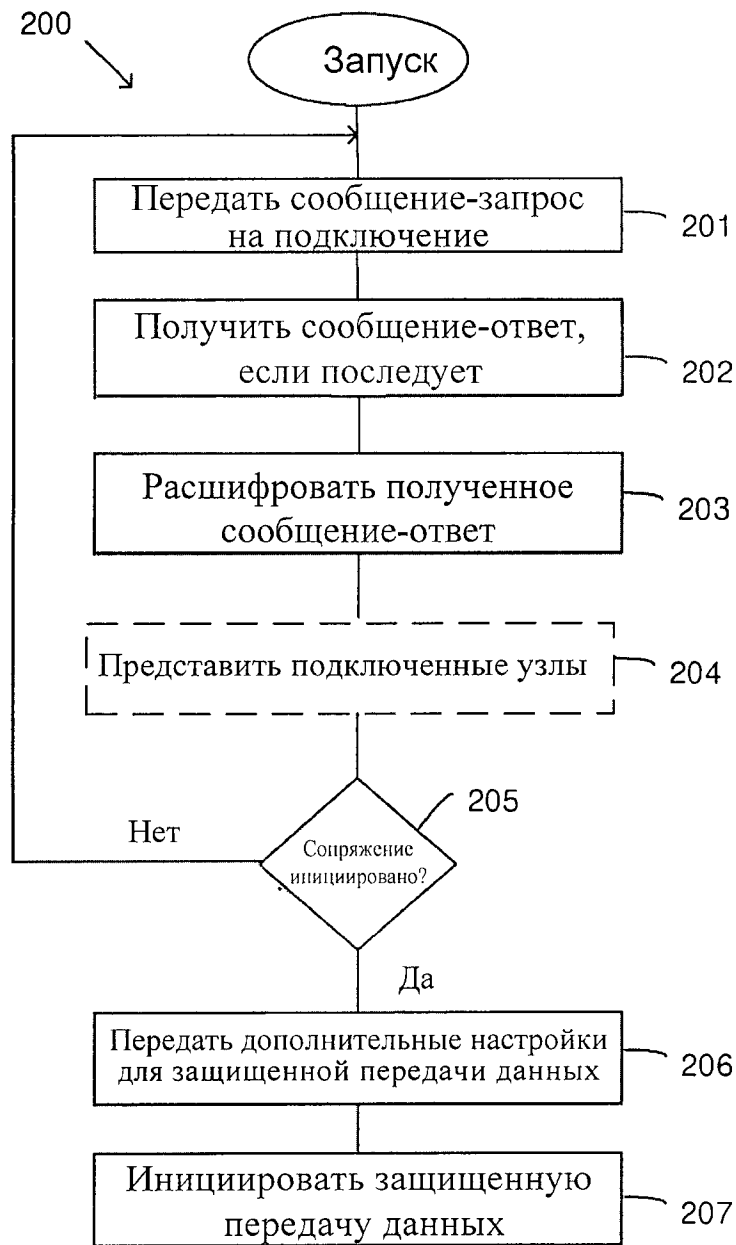 200
Запуск
Передать сообщение-запрос
на подключение
201
Получить сообщение-ответ,
если последует
202
Расшифровать полученное
сообщение-ответ
203
Представить подключенные узлы
204
205
Нет
Сопряжение
инициировано?
Да
Передать дополнительные настройки
для защищенной передачи данных
206
Инициировать защищенную
передачу данных
207